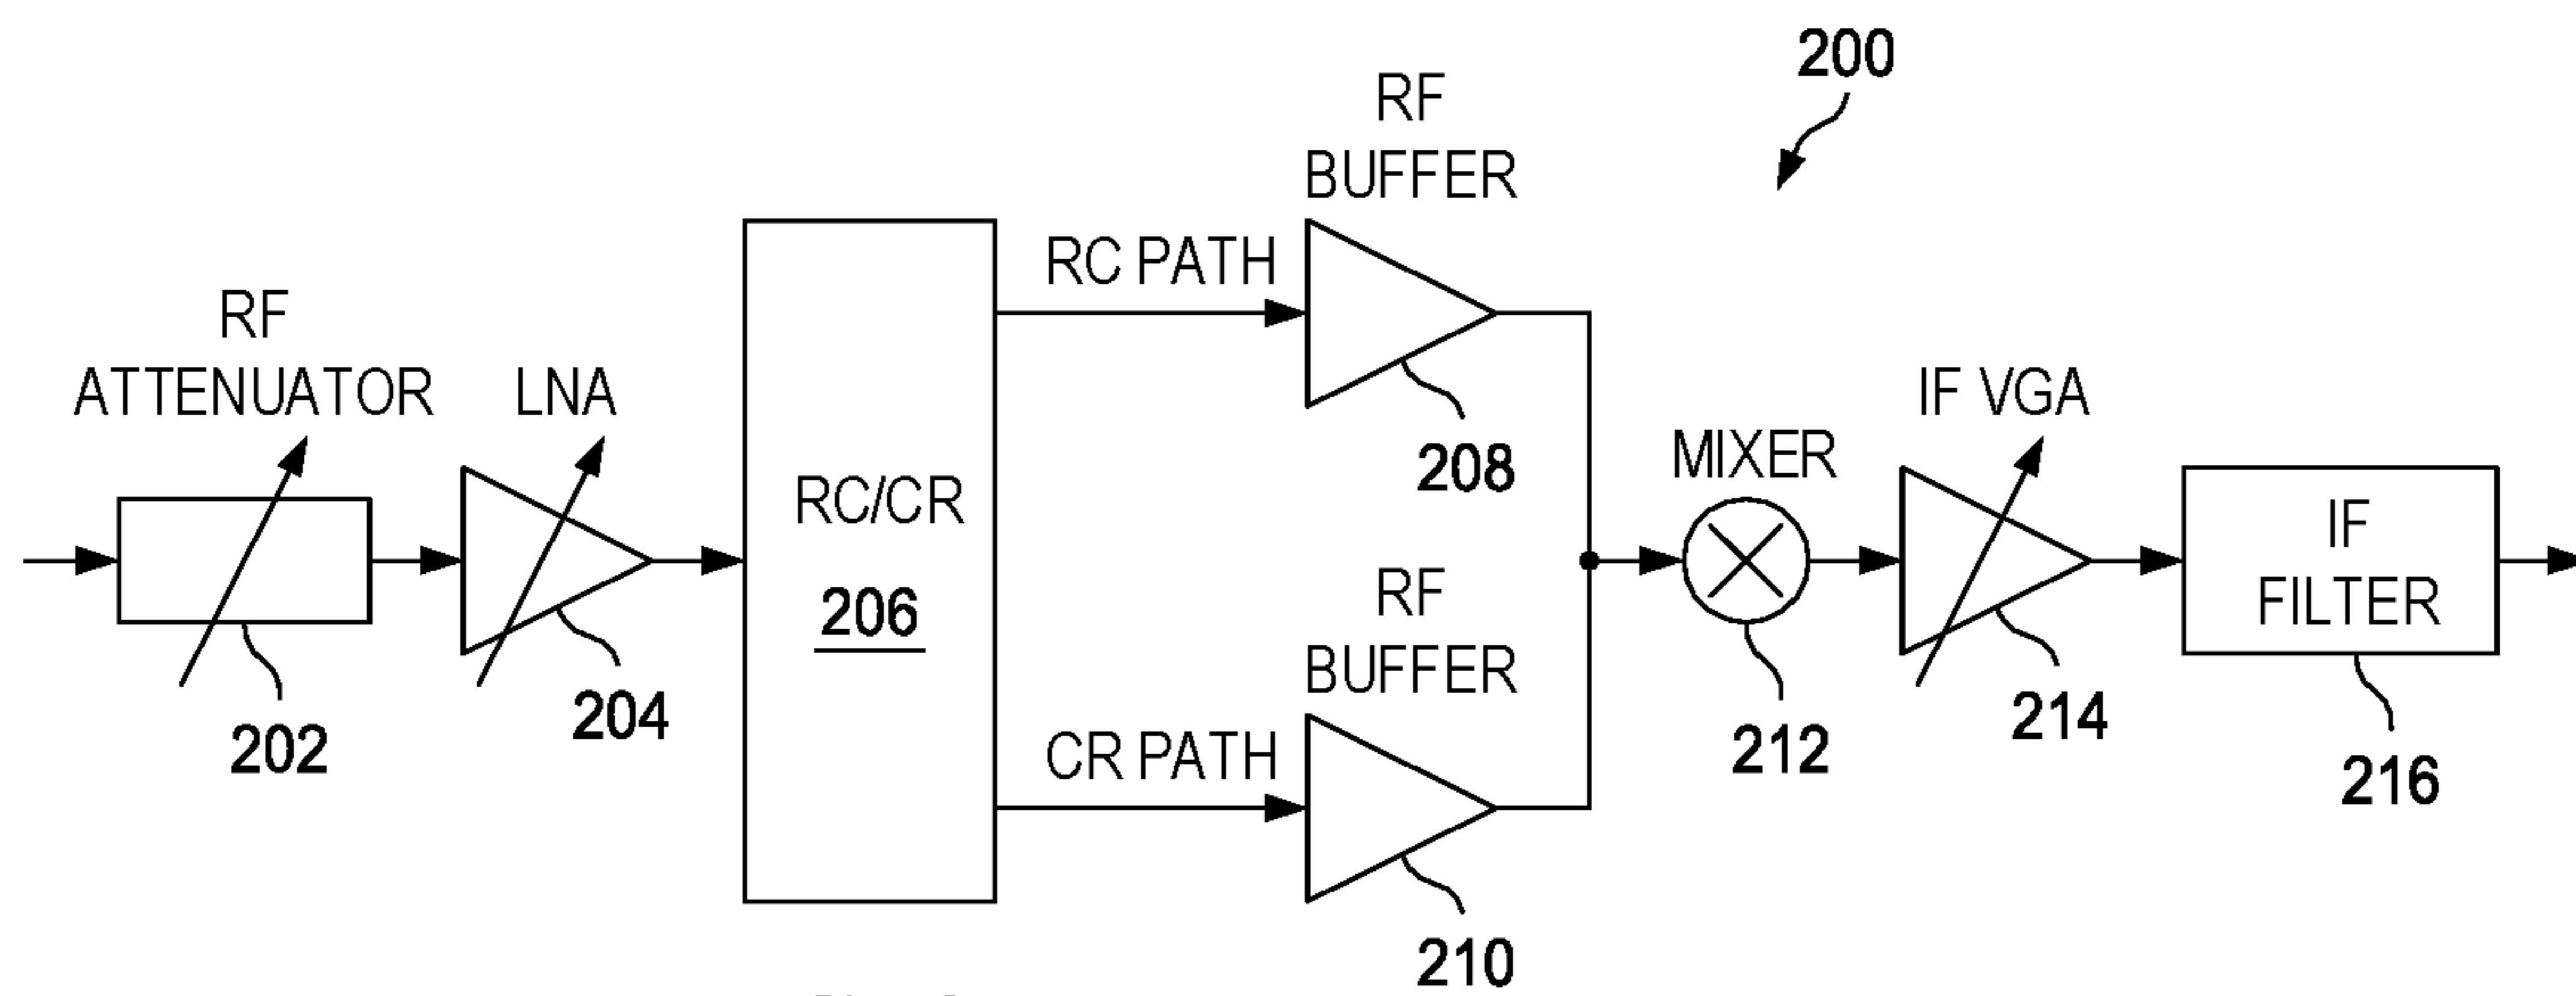 200
RF
BUFFER
RC PATH
208
RF
ATTENUATOR
202
LNA
204
RC/CR
206
RF
BUFFER
CR PATH
210
MIXER
212
IF VGA
214
IF
FILTER
216